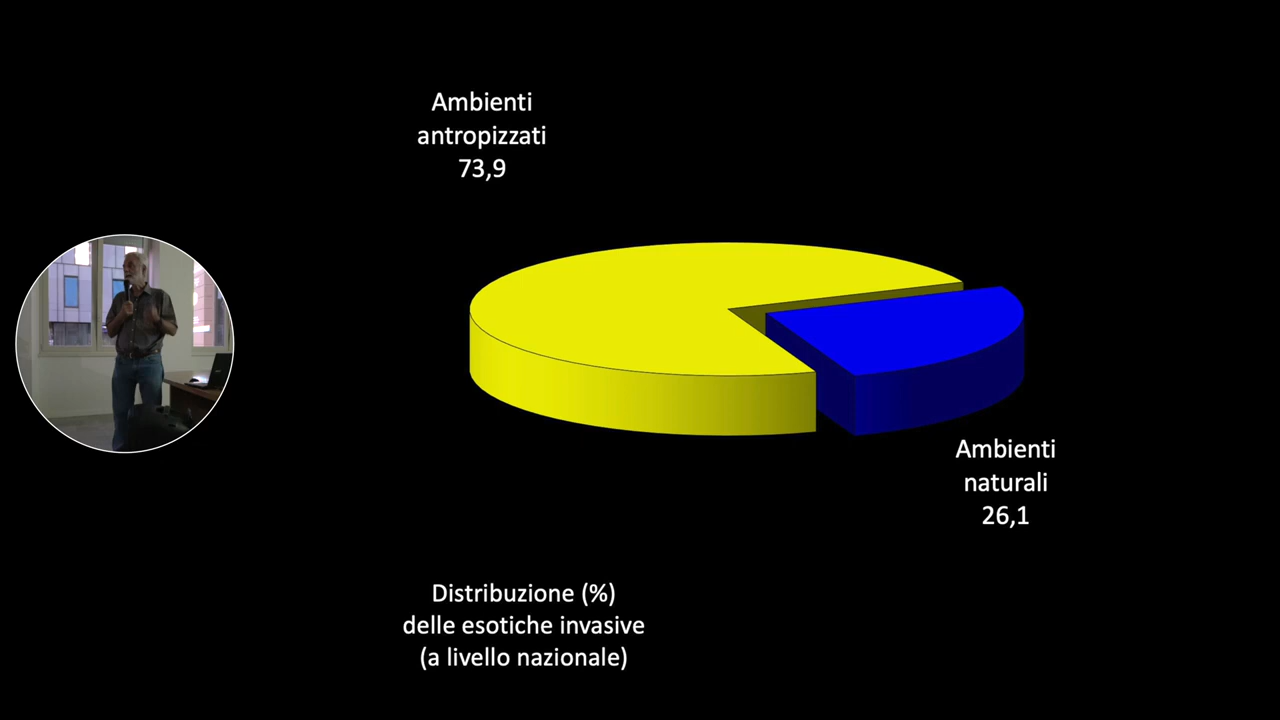 Ambienti
antropizzati
73,9
Ambienti
naturali
26,1
Distribuzione (%)
delle esotiche invasive
(a livello nazionale)